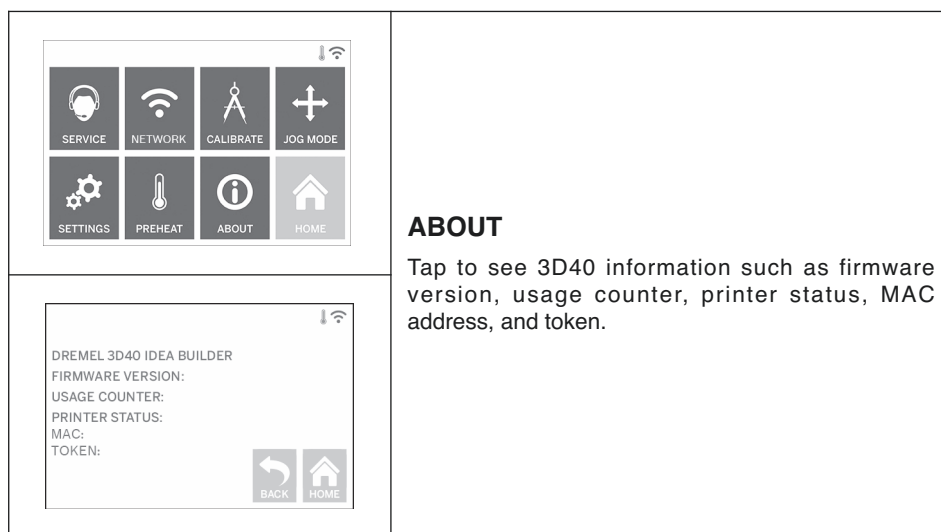 SERVICE NETWORK CALIBRATE JOG MODE
SETTINGS PREHEAT ABOUT HOME
DREMEL 3D40 IDEA BUILDER
FIRMWARE VERSION:
USAGE COUNTER:
PRINTER STATUS:
MAC:
TOKEN:
BACK HOME
ABOUT
Tap to see 3D40 information such as firmware
version, usage counter, printer status, MAC
address, and token.